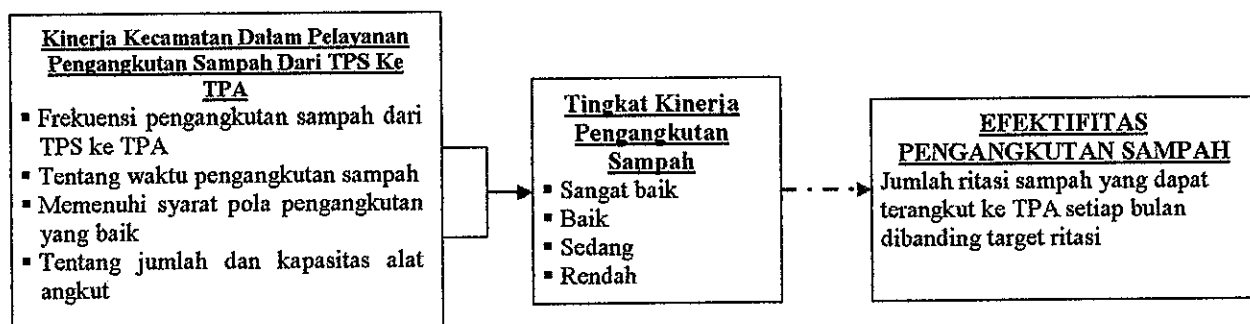 Kinerja Kecamatan Dalam Pelayanan
Pengangkutan Sampah Dari TPS Ke
TPA
▪ Frekuensi pengangkutan sampah dari
TPS ke TPA
▪ Tentang waktu pengangkutan sampah
▪ Memenuhi syarat pola pengangkutan
yang baik
▪ Tentang jumlah dan kapasitas alat
angkut
Tingkat Kinerja
Pengangkutan
Sampah
▪ Sangat baik
▪ Baik
▪ Sedang
▪ Rendah
EFEKTIFITAS
PENGANGKUTAN SAMPAH
Jumlah ritasi sampah yang dapat
terangkut ke TPA setiap bulan
dibanding target ritasi